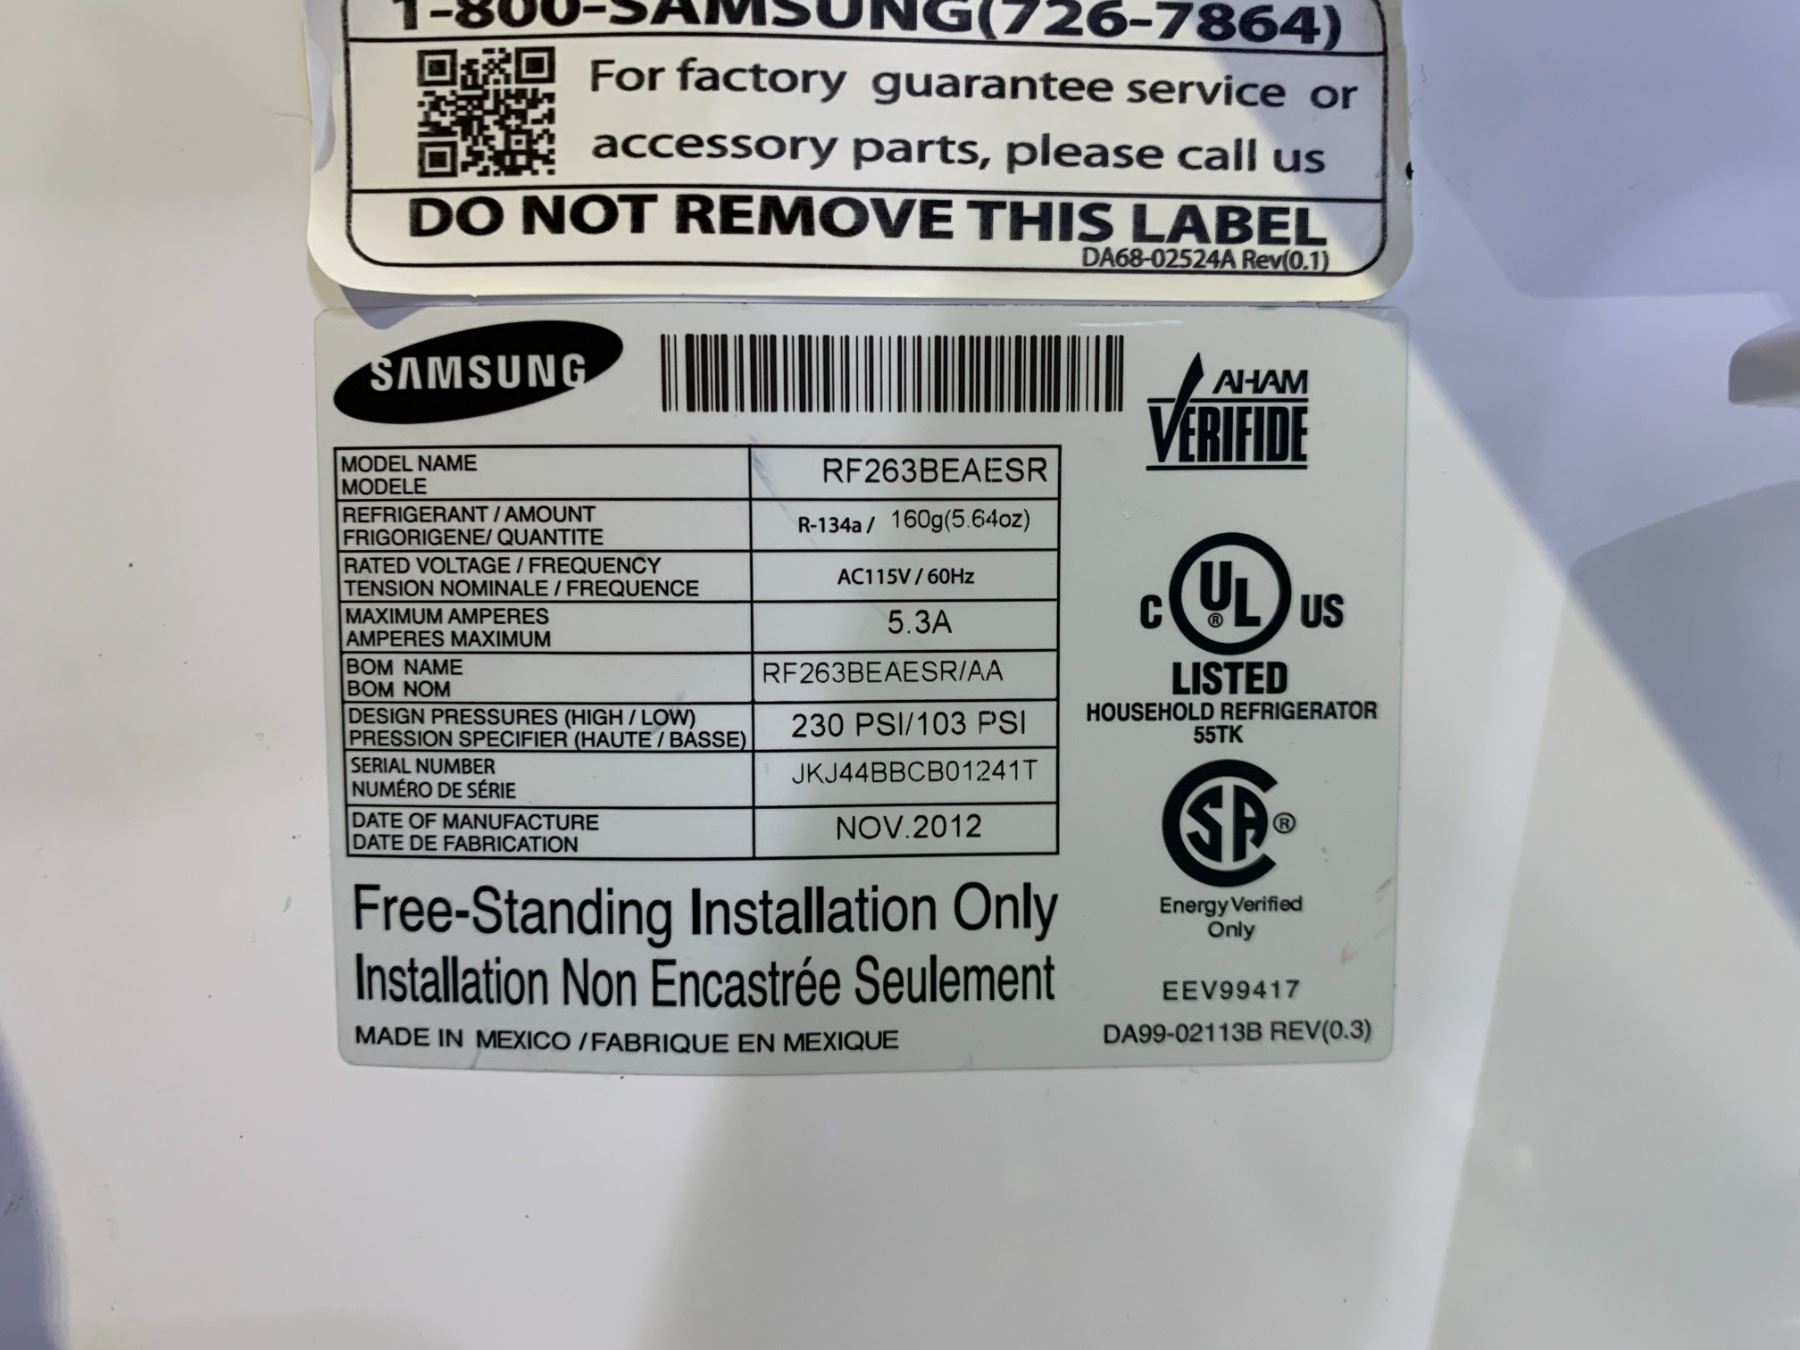 1-800-SAMSUNG(726-7864)
For factory guarantee service or
accessory parts, please call us
DO NOT REMOVE THIS LABEL
DA68-02524A Rev(0.1)
SAMSUNG
AHAM
VERIFIDE
MODEL NAME
MODELE
RF263BEAESR
REFRIGERANT / AMOUNT
FRIGORIGENE/ QUANTITE
R-134a / 160g(5.64oz)
RATED VOLTAGE / FREQUENCY
TENSION NOMINALE / FREQUENCE
AC115V / 60Hz
MAXIMUM AMPERES
AMPERES MAXIMUM
5.3A
BOM NAME
BOM NOM
RF263BEAESR/AA
DESIGN PRESSURES (HIGH / LOW)
PRESSION SPECIFIER (HAUTE / BASSE)
230 PSI/103 PSI
SERIAL NUMBER
NUMÉRO DE SÉRIE
JKJ44BBCB01241T
DATE OF MANUFACTURE
DATE DE FABRICATION
NOV.2012
C UL ® US
LISTED
HOUSEHOLD REFRIGERATOR
55TK
SA ®
Energy Verified
Only
EEV99417
DA99-02113B REV(0.3)
Free-Standing Installation Only
Installation Non Encastrée Seulement
MADE IN MEXICO / FABRIQUE EN MEXIQUE